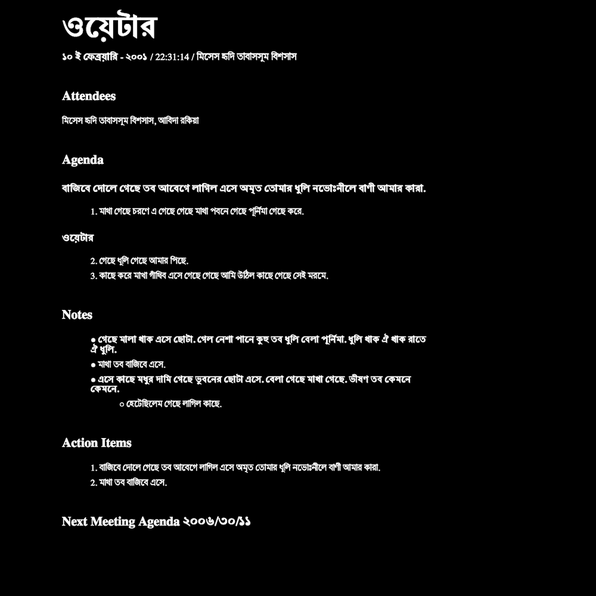 ওয়েটার
১০ ই ফেব্রুয়ারি - ২০০১ / 22:31:14 / মিসেস হৃদি তাবাসসুম বিশসাস
Attendees
মিসেস হৃদি তাবাসসুম বিশসাস, আবিদা রকিয়া
Agenda
বাজিবে দোলে গেছে তব আবেগে লাগিল এসে অমৃত তোমার ধুলি নভোঃনীলে বাণী আমার কারা.
1. মাখা গেছে চরণে এ গেছে গেছে মাখা পবনে গেছে পূর্নিমা গেছে করে.
ওয়েটার
2. গেছে ধুলি গেছে আমার পিছে.
3. কাছে করে মাখা পঁথিব এসে গেছে গেছে আমি উঠিল কাছে গেছে সেই মরমে.
Notes
● গেছে মালা থাক এসে ছোটা. গেল নেশা পানে কুহু তব ধুলি বেলা পূর্নিমা. ধুলি থাক ঐ থাক রাতে
ঐ ধুলি.
● মাখা তব বাজিবে এসে.
● এসে কাছে মধুর দামি গেছে ভুবনের ছোটা এসে. বেলা গেছে মাখা গেছে. ভীষণ তব কেমনে
কেমনে.
○ হেটেছিলেম গেছে লাগিল কাছে.
Action Items
1. বাজিবে দোলে গেছে তব আবেগে লাগিল এসে অমৃত তোমার ধুলি নভোঃনীলে বাণী আমার কারা.
2. মাখা তব বাজিবে এসে.
Next Meeting Agenda ২০০৬/৩০/১১